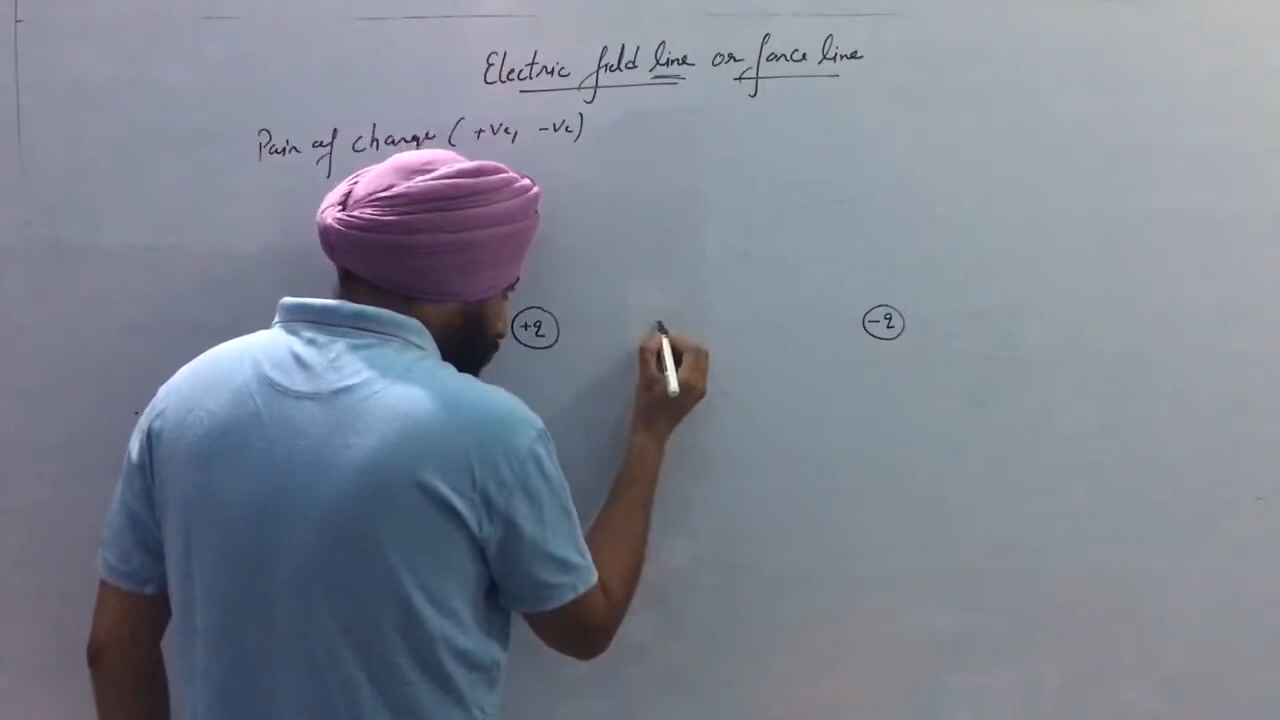 Electric field line or force line
Pair of charge (+ve, -ve)
+q -q